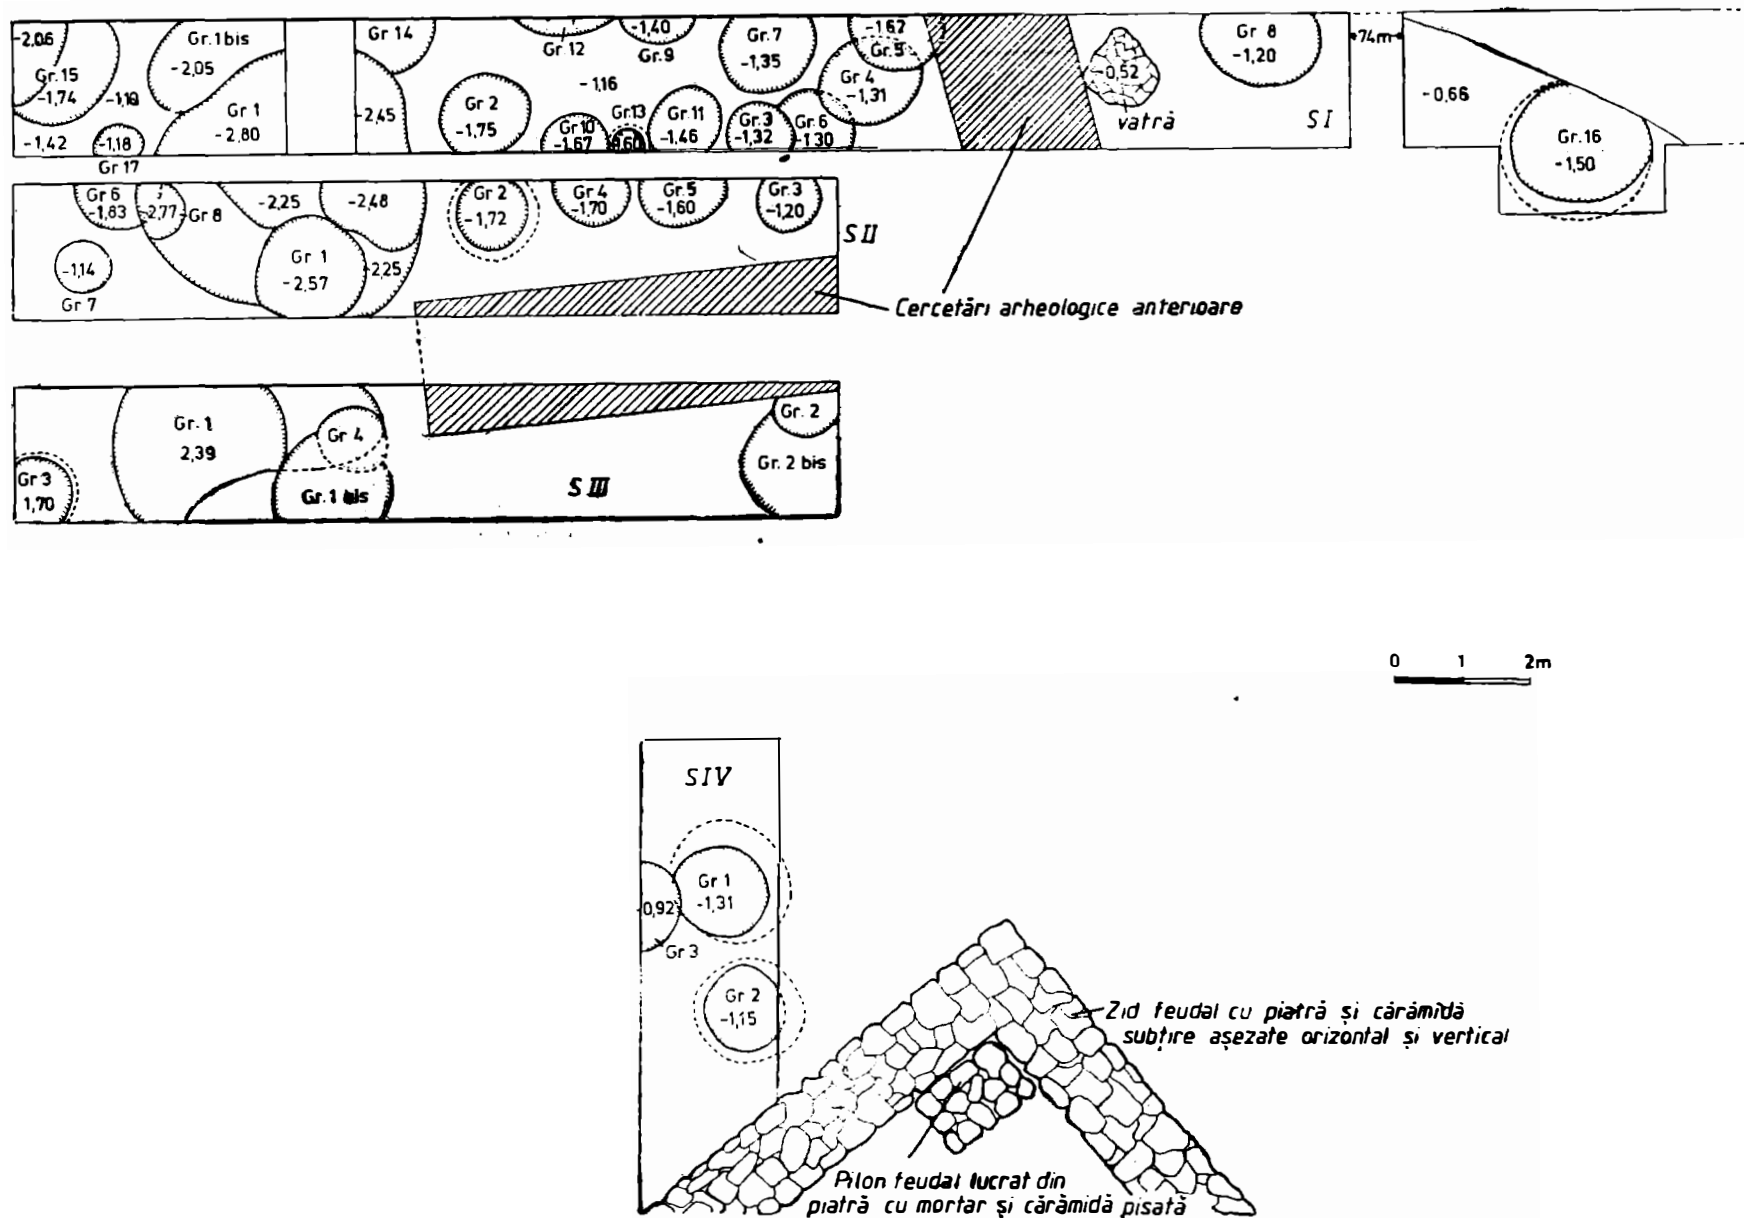 -2,06
Gr.15
-1,74
-1,42
-1,18
Gr 17
Gr.1bis
-2,05
Gr 1
-2,80
Gr 14
-2,45
Gr 2
-1,75
Gr.12
-1,16
-1,40
Gr.9
Gr 10
-1,67
Gr.13
Gr.11
-1,46
Gr.7
-1,35
Gr.3
-1,32
Gr.6
-1,30
-1,62
Gr.5
Gr 4
-1,31
-0,52
vatră
Gr 8
-1,20
S I
74m
-0,66
Gr.16
-1,50
Gr 6
-1,83
-2,77
Gr 8
-1,14
Gr 7
-2,25
-2,48
Gr 1
-2,57
-2,25
Gr 2
-1,72
Gr.4
-1,70
Gr.5
-1,60
Gr.3
-1,20
S II
Cercetări arheologice anterioare
Gr. 1
2,39
Gr 3
1,70
Gr 4
Gr. 1 bis
S III
Gr. 2
Gr. 2 bis
0 1 2m
SIV
Gr 1
-1,31
-0,92
Gr 3
Gr 2
-1,15
Zid feudal cu piatră și cărămidă
subțire așezate orizontal și vertical
Pilon feudal lucrat din
piatră cu mortar și cărămidă pisată